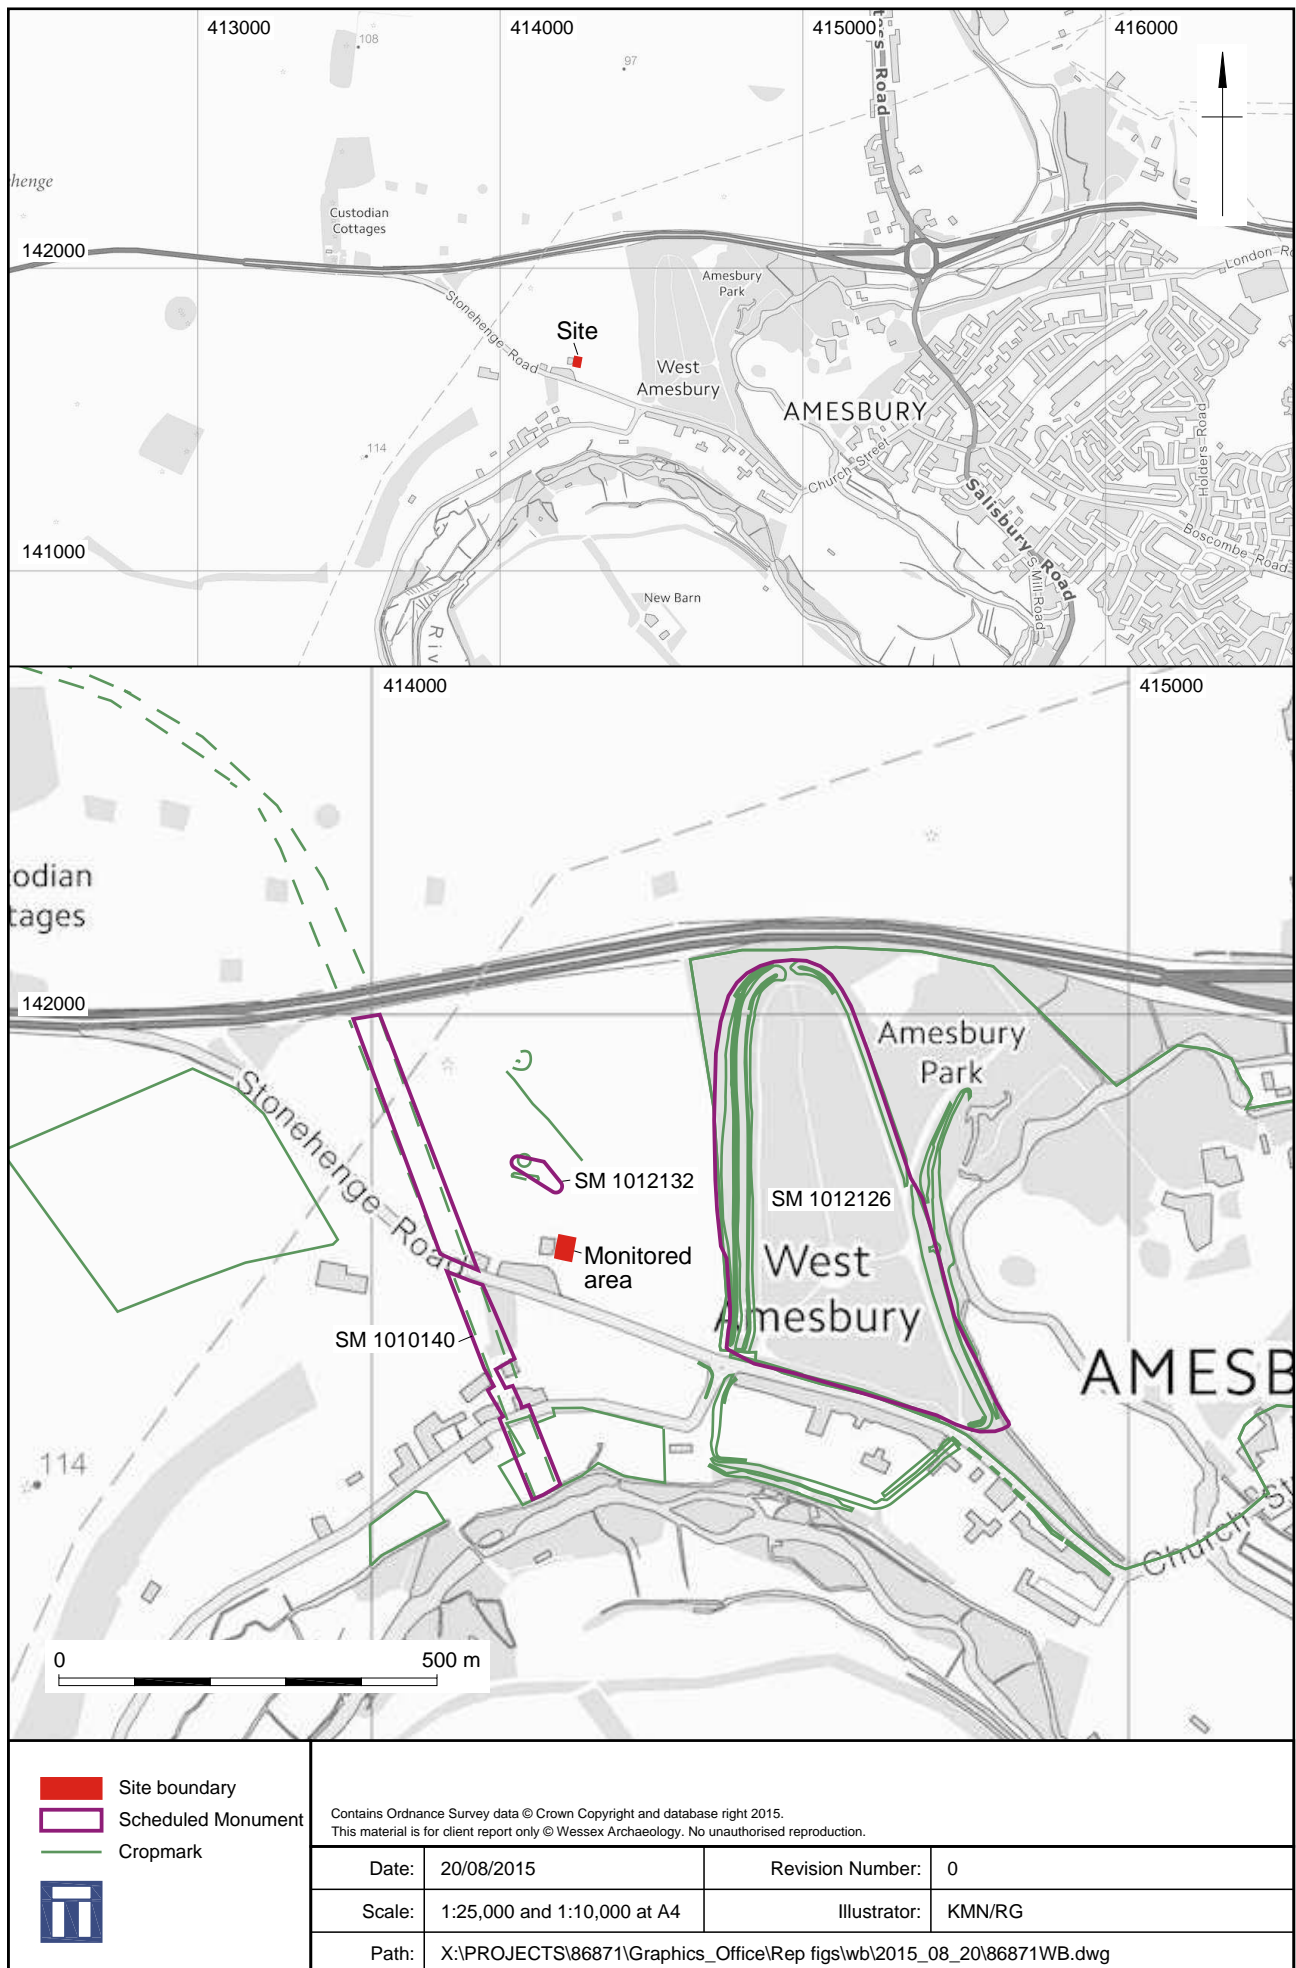 413000
414000
415000
416000
108
97
tes Road
henge
Custodian
Cottages
142000
London R
Amesbury
Park
Stonehenge Road
Site
West
Amesbury
AMESBURY
Holders Road
114
Church Street
Salisbury Road
Boscombe Road
141000
S Mill Road
New Barn
Riv
414000
415000
odian
tages
142000
Amesbury
Park
Stonehenge Road
SM 1012132
SM 1012126
Monitored
area
West
Amesbury
SM 1010140
AMESB
114
Church St
0
500 m
Site boundary
Scheduled Monument
Cropmark
Contains Ordnance Survey data © Crown Copyright and database right 2015.
This material is for client report only © Wessex Archaeology. No unauthorised reproduction.
Date: 20/08/2015 Revision Number: 0
Scale: 1:25,000 and 1:10,000 at A4 Illustrator: KMN/RG
Path: X:\PROJECTS\86871\Graphics_Office\Rep figs\wb\2015_08_20\86871WB.dwg